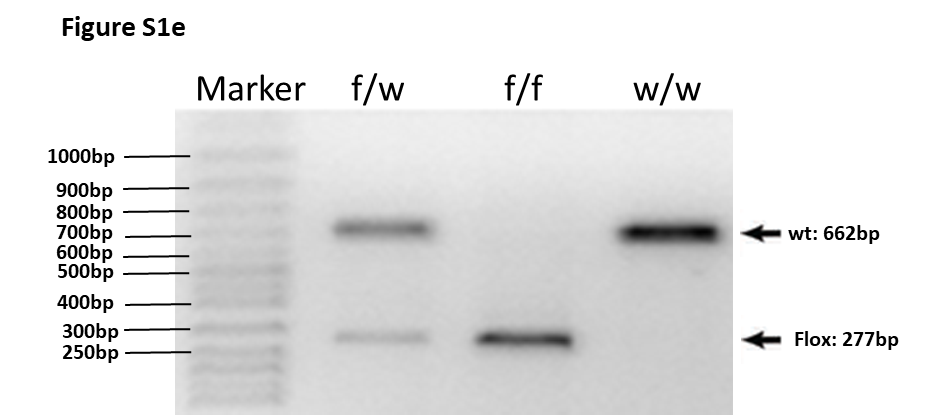 Figure S1e
Marker f/w f/f w/w
1000bp
900bp
800bp
700bp
600bp
500bp
400bp
300bp
250bp
wt: 662bp
Flox: 277bp